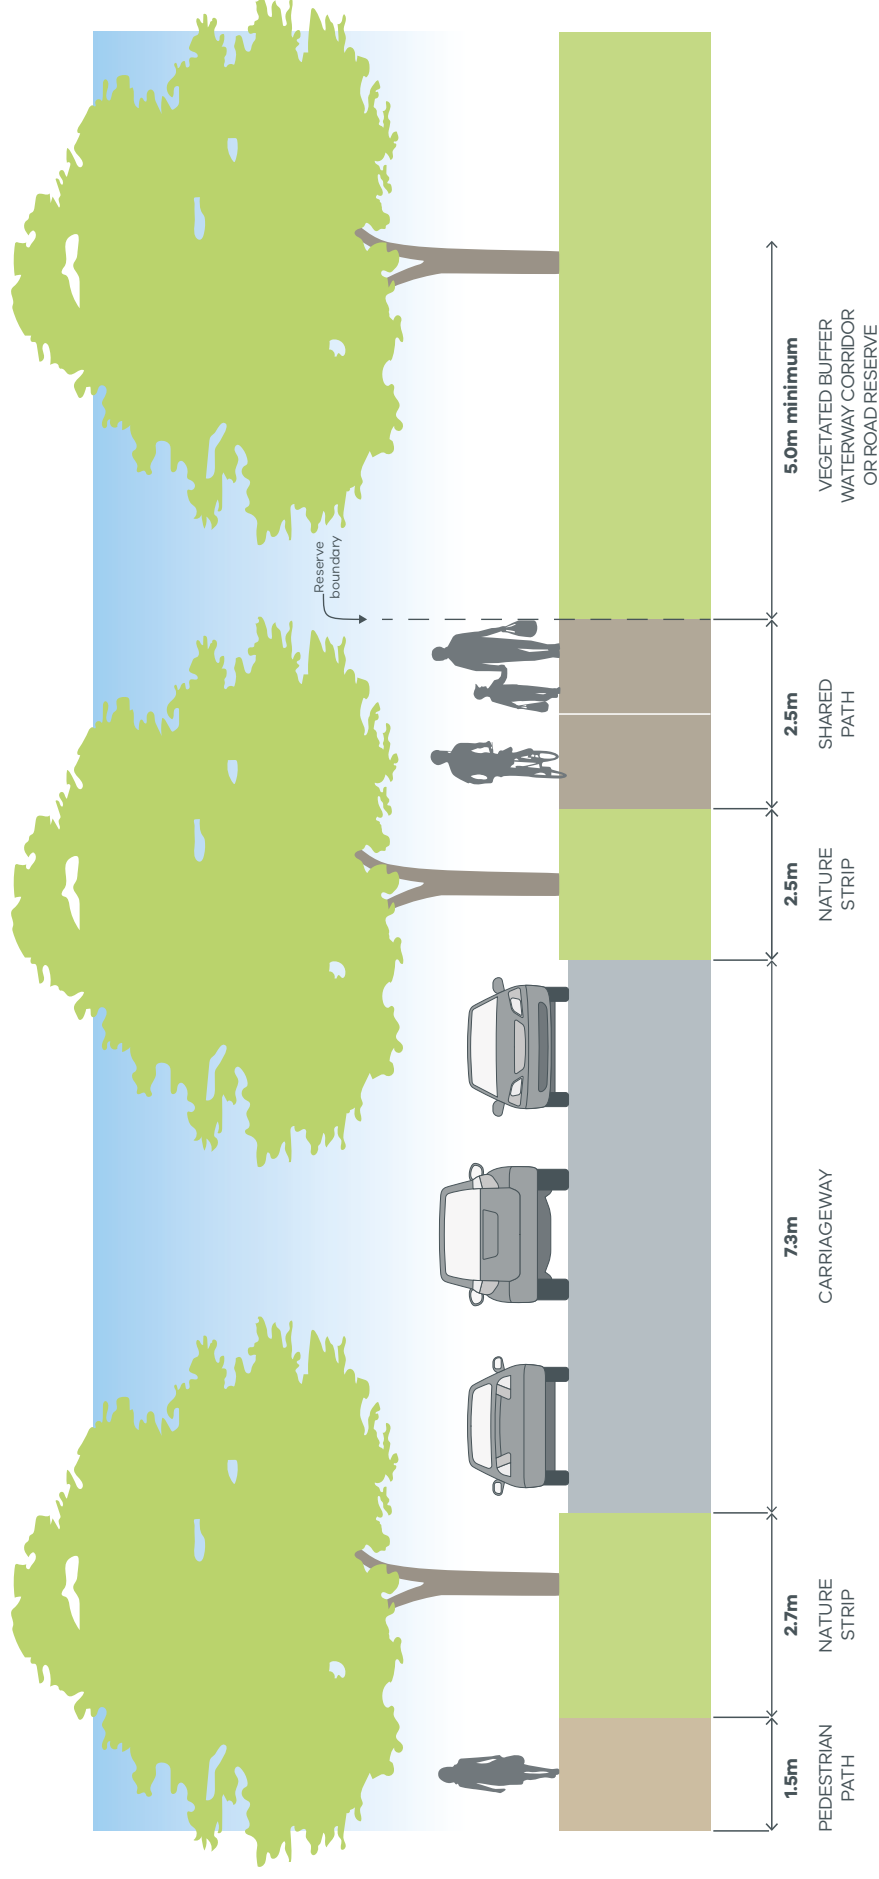 Reserve
boundary
1.5m
PEDESTRIAN
PATH
2.7m
NATURE
STRIP
7.3m
CARRIAGEWAY
2.5m
NATURE
STRIP
2.5m
SHARED
PATH
5.0m minimum
VEGETATED BUFFER
WATERWAY CORRIDOR
OR ROAD RESERVE